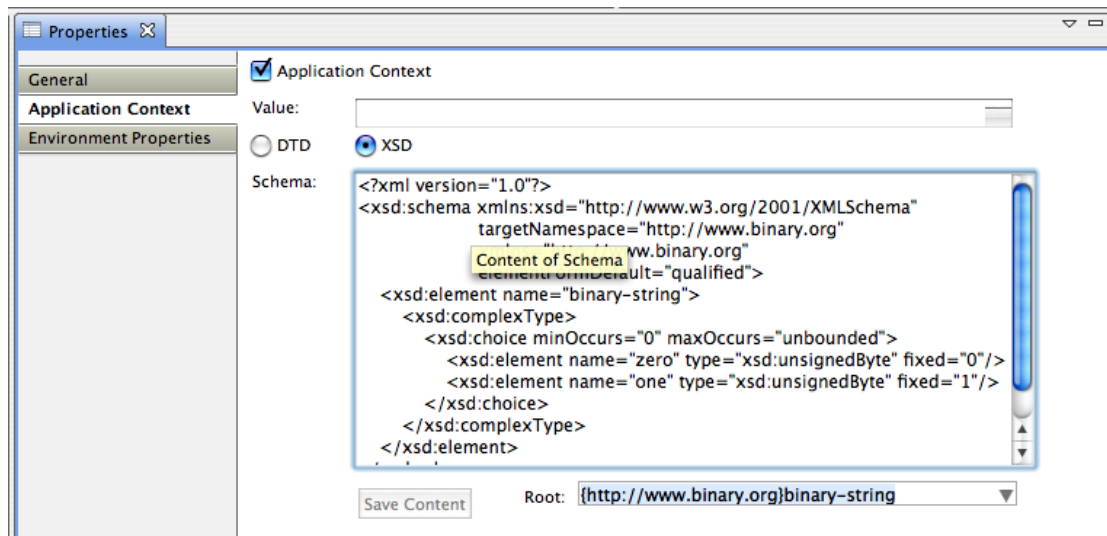 Properties
General
Application Context
Environment Properties
Application Context
Value:
DTD
XSD
Schema:
<?xml version="1.0"?>
<xsd:schema xmlns:xsd="http://www.w3.org/2001/XMLSchema"
targetNamespace="http://www.binary.org"
ww.binary.org"
Content of Schema
="qualified">
<xsd:element name="binary-string">
<xsd:complexType>
<xsd:choice minOccurs="0" maxOccurs="unbounded">
<xsd:element name="zero" type="xsd:unsignedByte" fixed="0"/>
<xsd:element name="one" type="xsd:unsignedByte" fixed="1"/>
</xsd:choice>
</xsd:complexType>
</xsd:element>
Save Content
Root:
{http://www.binary.org}binary-string